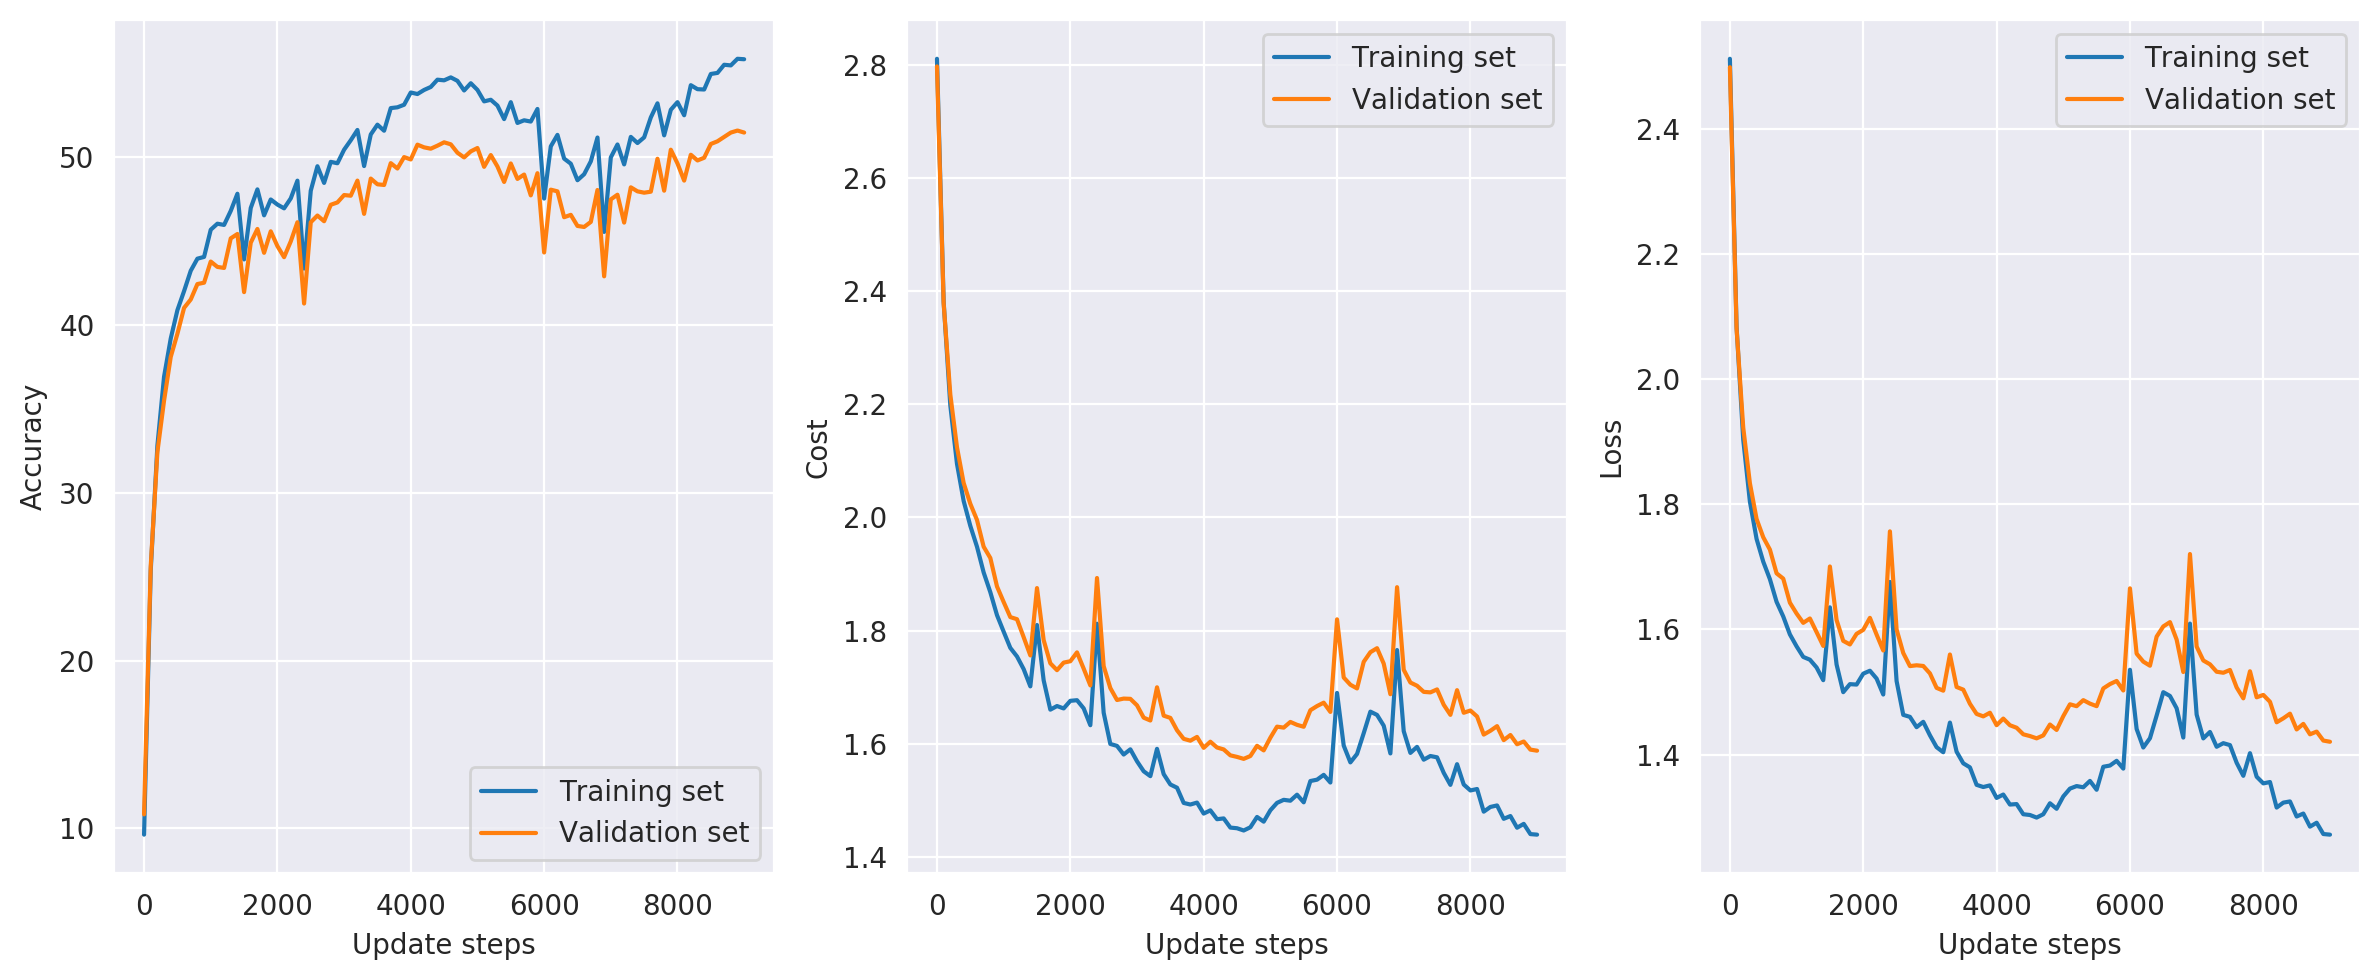 Accuracy
50
40
30
20
10
0 2000 4000 6000 8000
Update steps
Training set
Validation set
Cost
2.8
2.6
2.4
2.2
2.0
1.8
1.6
1.4
0 2000 4000 6000 8000
Update steps
Training set
Validation set
Loss
2.4
2.2
2.0
1.8
1.6
1.4
0 2000 4000 6000 8000
Update steps
Training set
Validation set